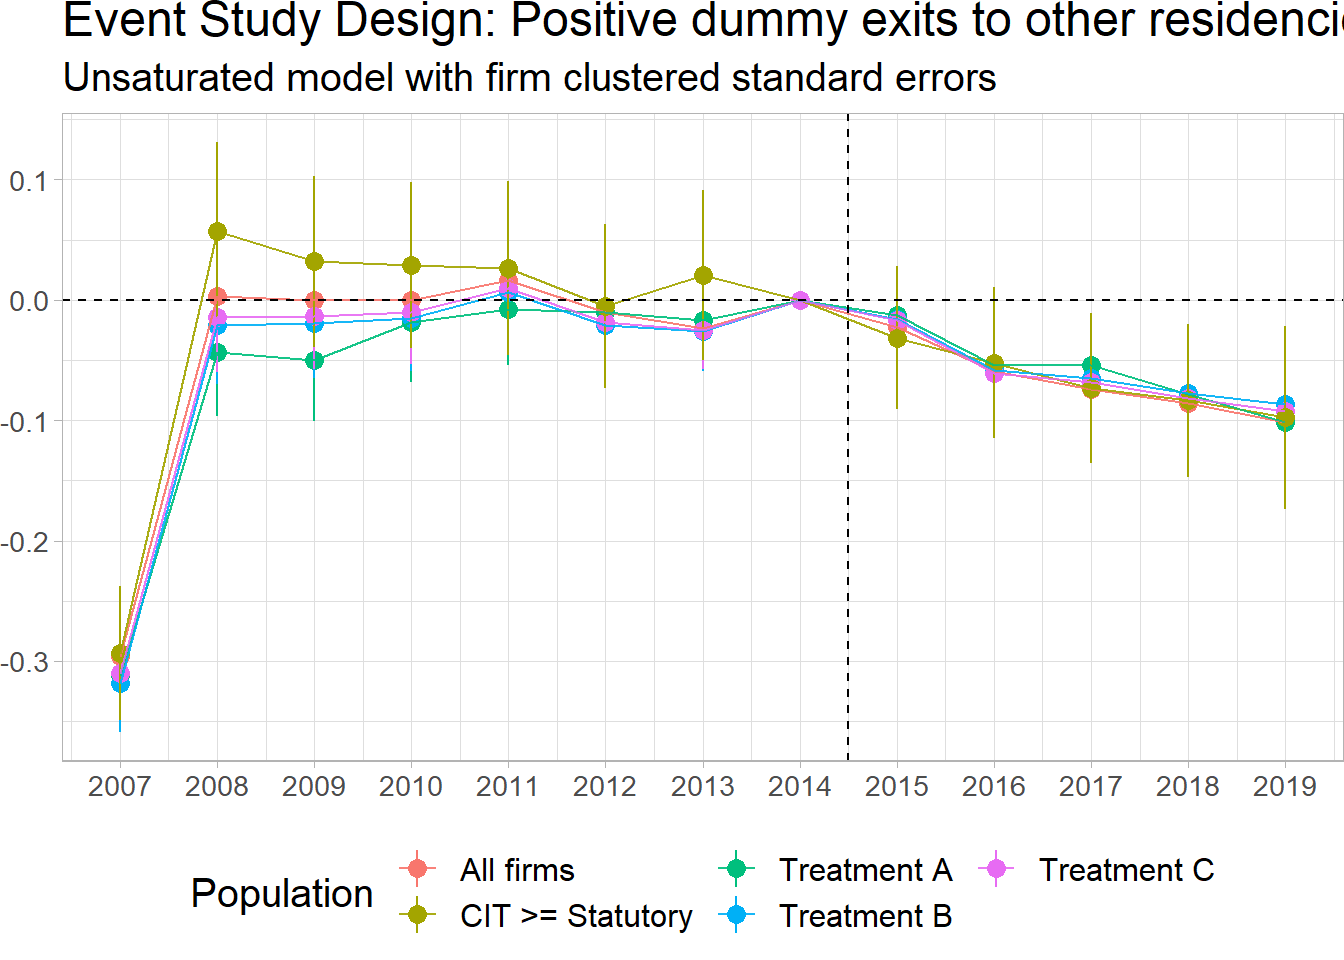 Event Study Design: Positive dummy exits to other
Unsaturated model with firm clustered standard errors
0.1
0.0
-0.1
-0.2
-0.3
2007 2008 2009 2010 2011 2012 2013 2014 2015 2016 2017 2018 2019
Population
All firms
CIT >= Statutory
Treatment A
Treatment B
Treatment C